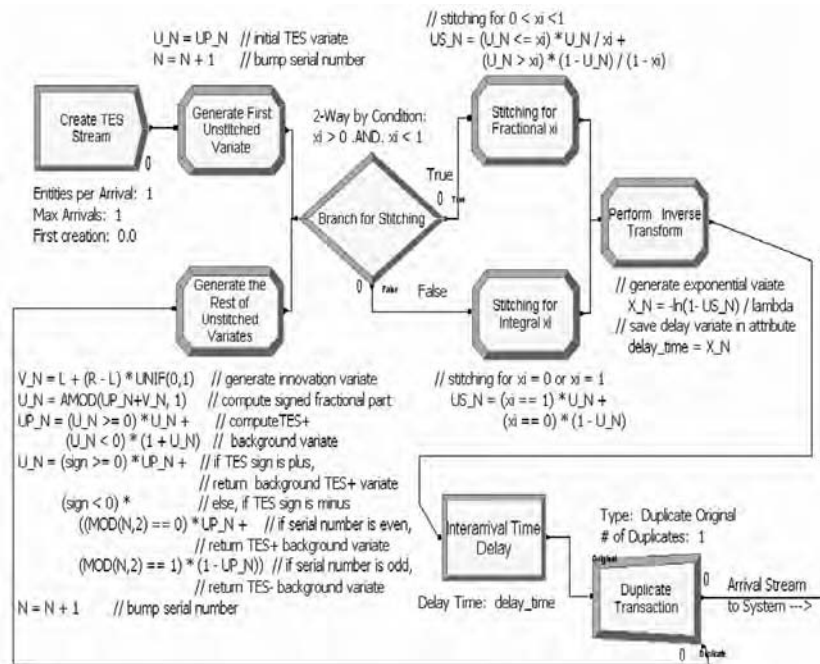 // stitching for 0 < xi <1
US_N = (U_N <= xi) * U_N / xi +
(U_N > xi) * (1 - U_N) / (1 - xi)
U_N = UP_N // initial TES variate
N = N + 1 // bump serial number
Create TES
Stream
0
Generate First
Unstitched
Variate
2-Way by Condition:
xi > 0 .AND. xi < 1
Stitching for
Fractional xi
True
0 True
Entities per Arrival: 1
Max Arrivals: 1
First creation: 0.0
Branch for Stitching
Perform Inverse
Transform
Generate the
Rest of
Unstitched
Variates
0 False
False
Stitching for
Integral xi
// generate exponential vaiate
X_N = -ln(1- US_N) / lambda
// save delay variate in attribute
delay_time = X_N
V_N = L + (R - L) * UNIF(0,1) // generate innovation variate
U_N = AMOD(UP_N+V_N, 1) // compute signed fractional part
UP_N = (U_N >= 0) * U_N + // computeTES+
(U_N < 0) * (1 + U_N) // background variate
U_N = (sign >= 0) * UP_N + // if TES sign is plus,
// return background TES+ variate
(sign < 0) * // else, if TES sign is minus
((MOD(N,2) == 0) * UP_N + // if serial number is even,
// return TES+ background variate
(MOD(N,2) == 1) * (1 - UP_N)) // if serial number is odd,
// return TES- background variate
N = N + 1 // bump serial number
// stitching for xi = 0 or xi = 1
US_N = (xi == 1) * U_N +
(xi == 0) * (1 - U_N)
Interarrival Time
Delay
Delay Time: delay_time
Type: Duplicate Original
# of Duplicates: 1
Original
0
Duplicate
Transaction
Arrival Stream
to System --->
0 Duplicate